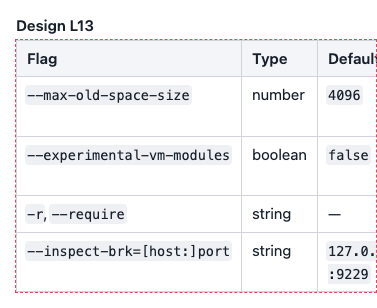 Design L13
Flag Type Defaul
--max-old-space-size number 4096
--experimental-vm-modules boolean false
-r, --require string —
--inspect-brk=[host:]port string 127.0.
:9229